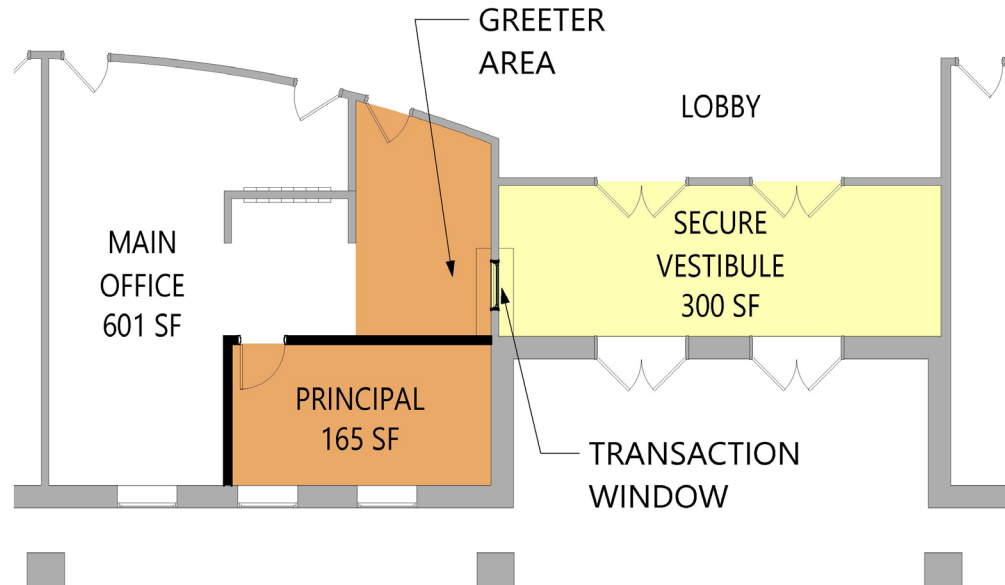 GREETER
AREA
LOBBY
SECURE
VESTIBULE
300 SF
MAIN
OFFICE
601 SF
PRINCIPAL
165 SF
TRANSACTION
WINDOW